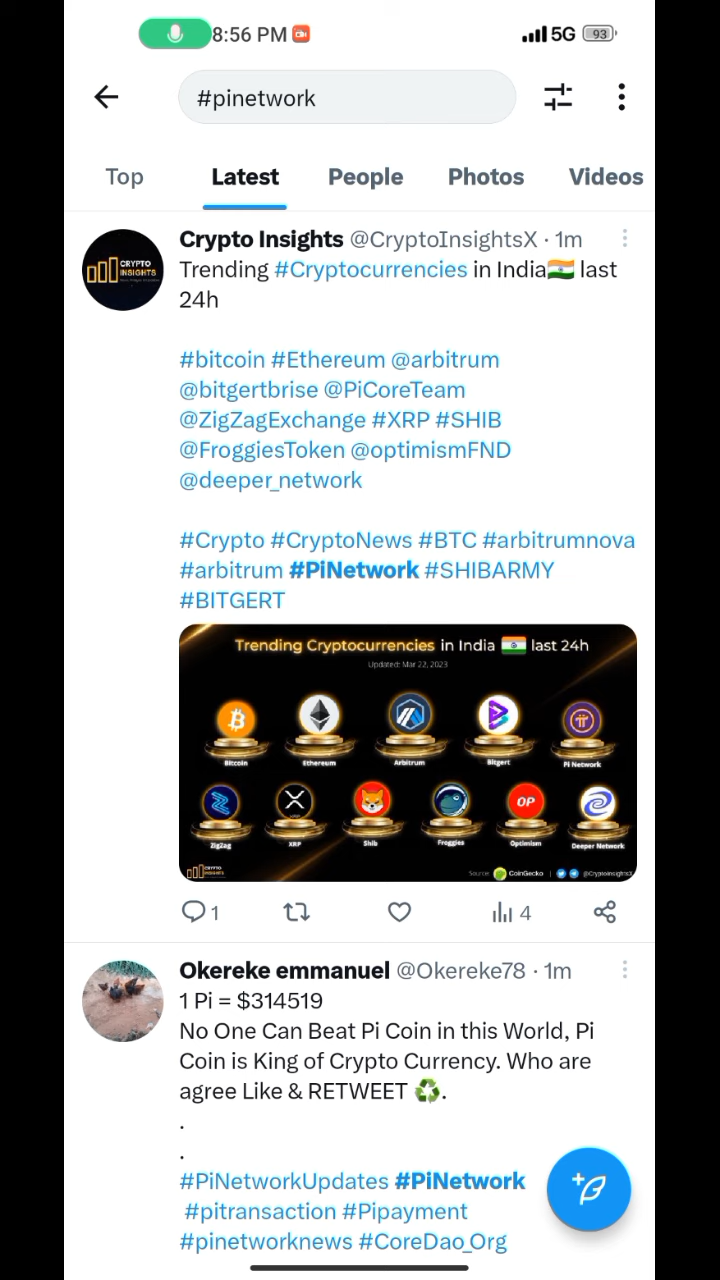 8:56 PM 5G 93
#pinetwork
Top Latest People Photos Videos
Crypto Insights @CryptoInsightsX · 1m
CRYPTO
INSIGHTS
Trending #Cryptocurrencies in India🇮🇳 last
24h
#bitcoin #Ethereum @arbitrum
@bitgertbrise @PiCoreTeam
@ZigZagExchange #XRP #SHIB
@FroggiesToken @optimismFND
@deeper_network
#Crypto #CryptoNews #BTC #arbitrumnova
#arbitrum #PiNetwork #SHIBARMY
#BITGERT
Trending Cryptocurrencies in India 🇮🇳 last 24h
Updated: Mar 22, 2023
Bitcoin Ethereum Arbitrum Bitgert Pi Network
OP
ZigZag XRP Shib Froggies Optimism Deeper Network
CRYPTO
INSIGHTS
Source: CoinGecko | @CryptoInsightsX
1 4
Okereke emmanuel @Okereke78 · 1m
1 Pi = $314519
No One Can Beat Pi Coin in this World, Pi
Coin is King of Crypto Currency. Who are
agree Like & RETWEET ♻️.
.
.
#PiNetworkUpdates #PiNetwork
#pitransaction #Pipayment
#pinetworknews #CoreDao_Org